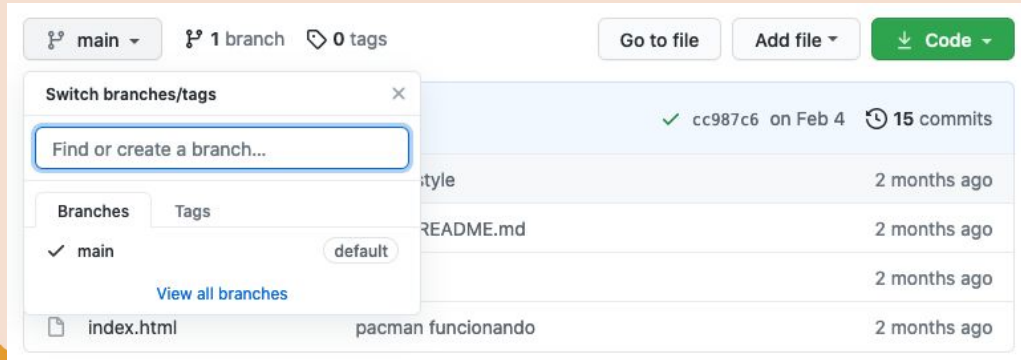 main 1 branch 0 tags Go to file Add file Code
Switch branches/tags
cc987c6 on Feb 4 15 commits
Find or create a branch...
style 2 months ago
Branches Tags
README.md 2 months ago
main default
2 months ago
View all branches
index.html pacman funcionando 2 months ago